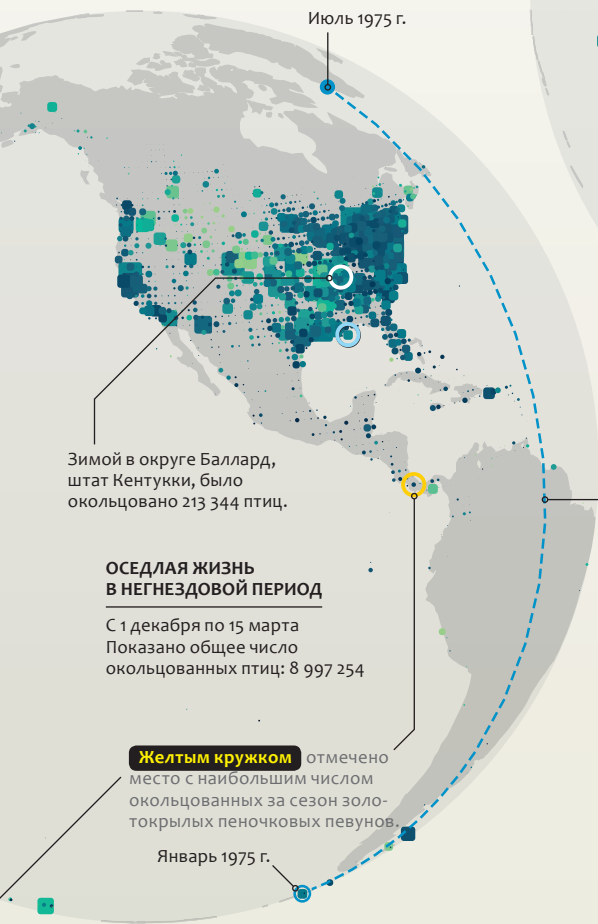 Июль 1975 г.
Зимой в округе Баллард,
штат Кентукки, было
окольцовано 213 344 птиц.
ОСЕДЛАЯ ЖИЗНЬ
В НЕГНЕЗДОВОЙ ПЕРИОД
С 1 декабря по 15 марта
Показано общее число
окольцованных птиц: 8 997 254
Желтым кружком отмечено
место с наибольшим числом
окольцованных за сезон золо-
токрылых пеночковых певунов.
Январь 1975 г.